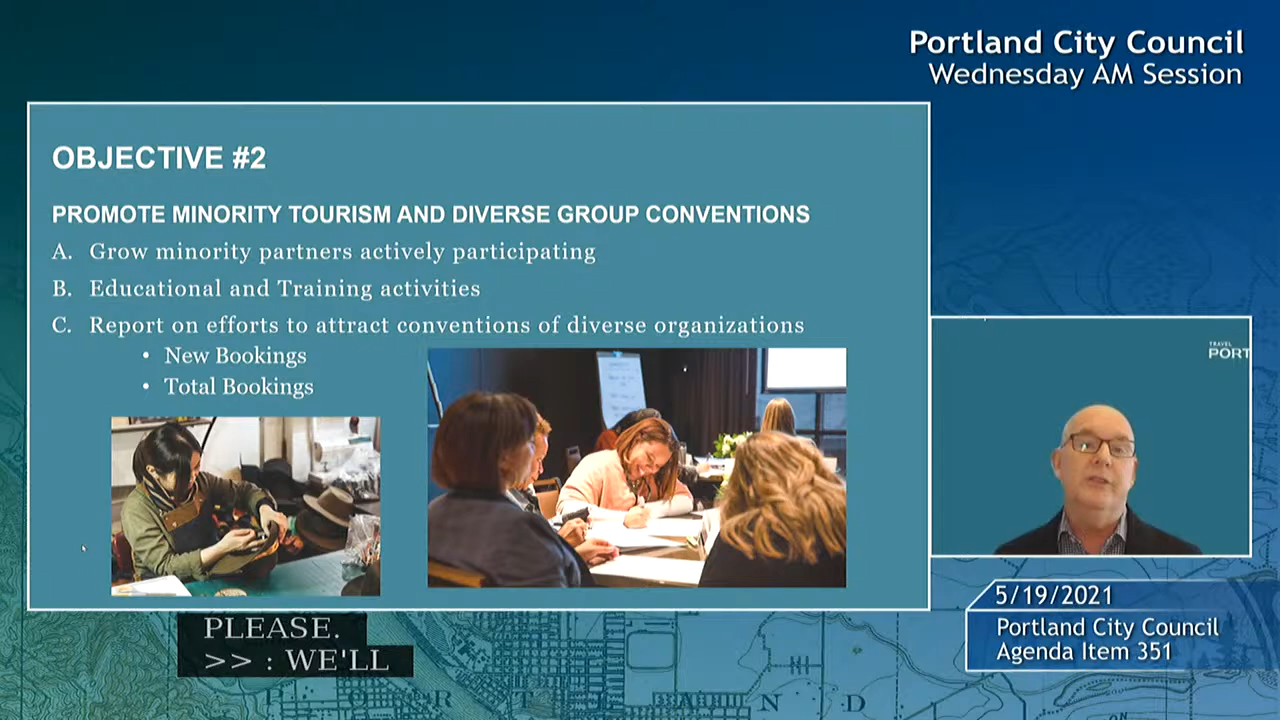 Portland City Council
Wednesday AM Session
OBJECTIVE #2
PROMOTE MINORITY TOURISM AND DIVERSE GROUP CONVENTIONS
A. Grow minority partners actively participating
B. Educational and Training activities
C. Report on efforts to attract conventions of diverse organizations
• New Bookings
• Total Bookings
TRAVEL
PORT
5/19/2021
Portland City Council
Agenda Item 351
PLEASE.
>> : WE'LL